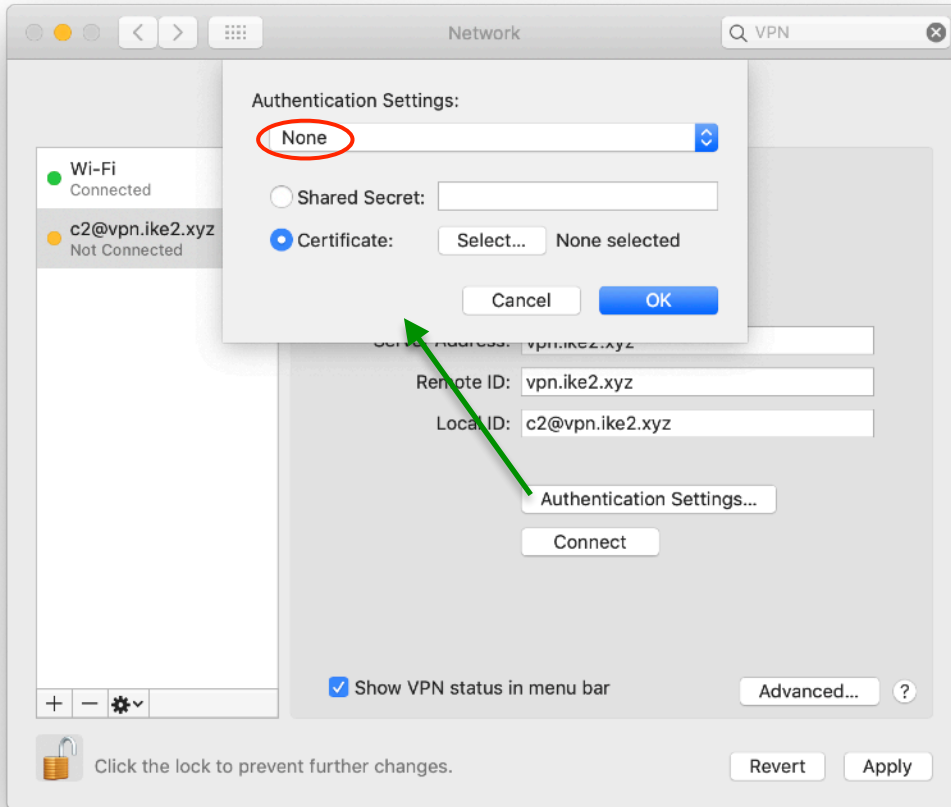 Network
VPN
Authentication Settings:
None
Shared Secret:
Certificate: Select... None selected
Cancel OK
Wi-Fi
Connected
c2@vpn.ike2.xyz
Not Connected
Server Address: vpn.ike2.xyz
Remote ID: vpn.ike2.xyz
Local ID: c2@vpn.ike2.xyz
Authentication Settings...
Connect
Show VPN status in menu bar
Advanced... ?
Click the lock to prevent further changes.
Revert Apply